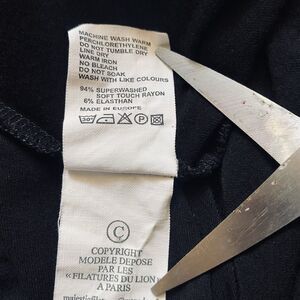 MACHINE WASH WARM
PERCHLORETHYLENE
DO NOT TUMBLE DRY
LINE DRY
WARM IRON
NO BLEACH
DO NOT SOAK
WASH WITH LIKE COLOURS
94% SUPERWASHED
SOFT TOUCH RAYON
6% ELASTHAN
MADE IN EUROPE
30° P
©
COPYRIGHT
MODELE DEPOSE
PAR LES
« FILATURES DU LION »
A PARIS